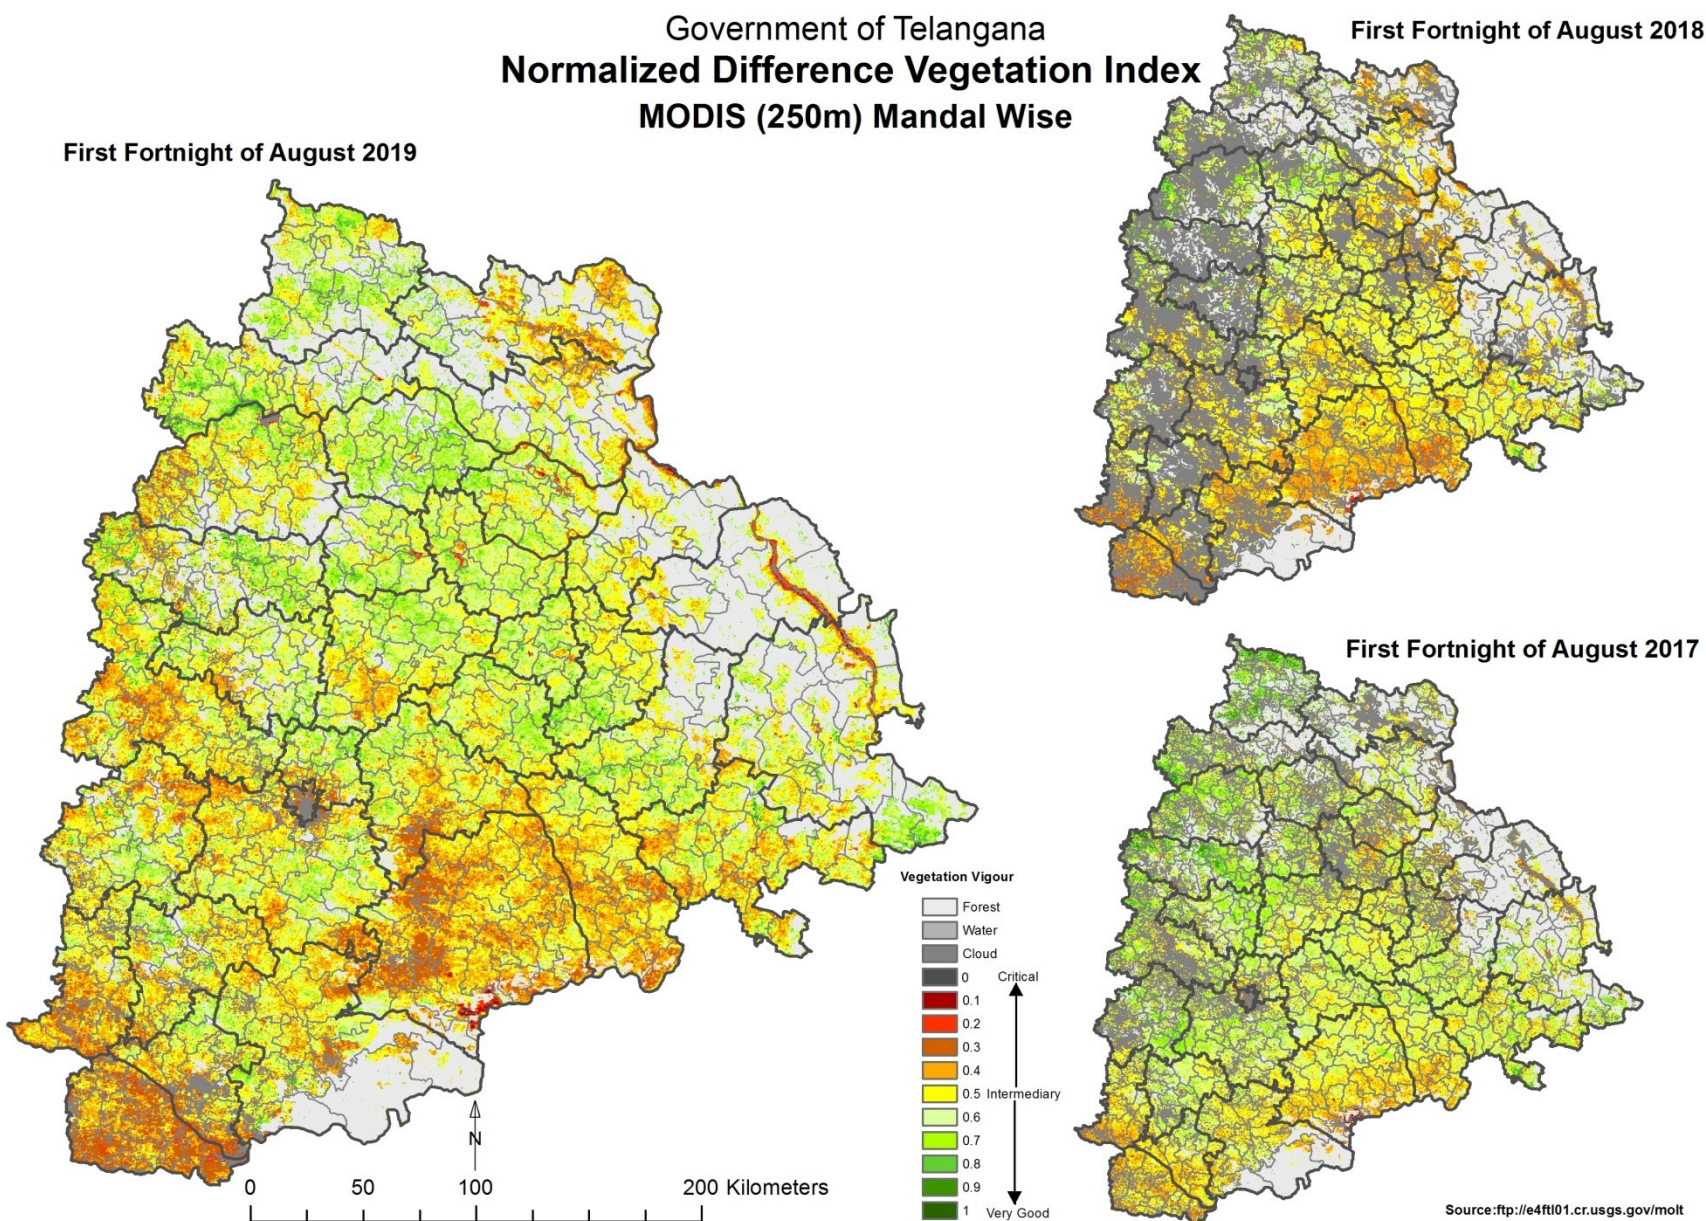 Government of Telangana
Normalized Difference Vegetation Index
MODIS (250m) Mandal Wise
First Fortnight of August 2019
First Fortnight of August 2018
First Fortnight of August 2017
Vegetation Vigour
Forest
Water
Cloud
0 Critical
0.1
0.2
0.3
0.4
0.5 Intermediary
0.6
0.7
0.8
0.9
1 Very Good
N
0 50 100 200 Kilometers
Source:ftp://e4ftl01.cr.usgs.gov/molt